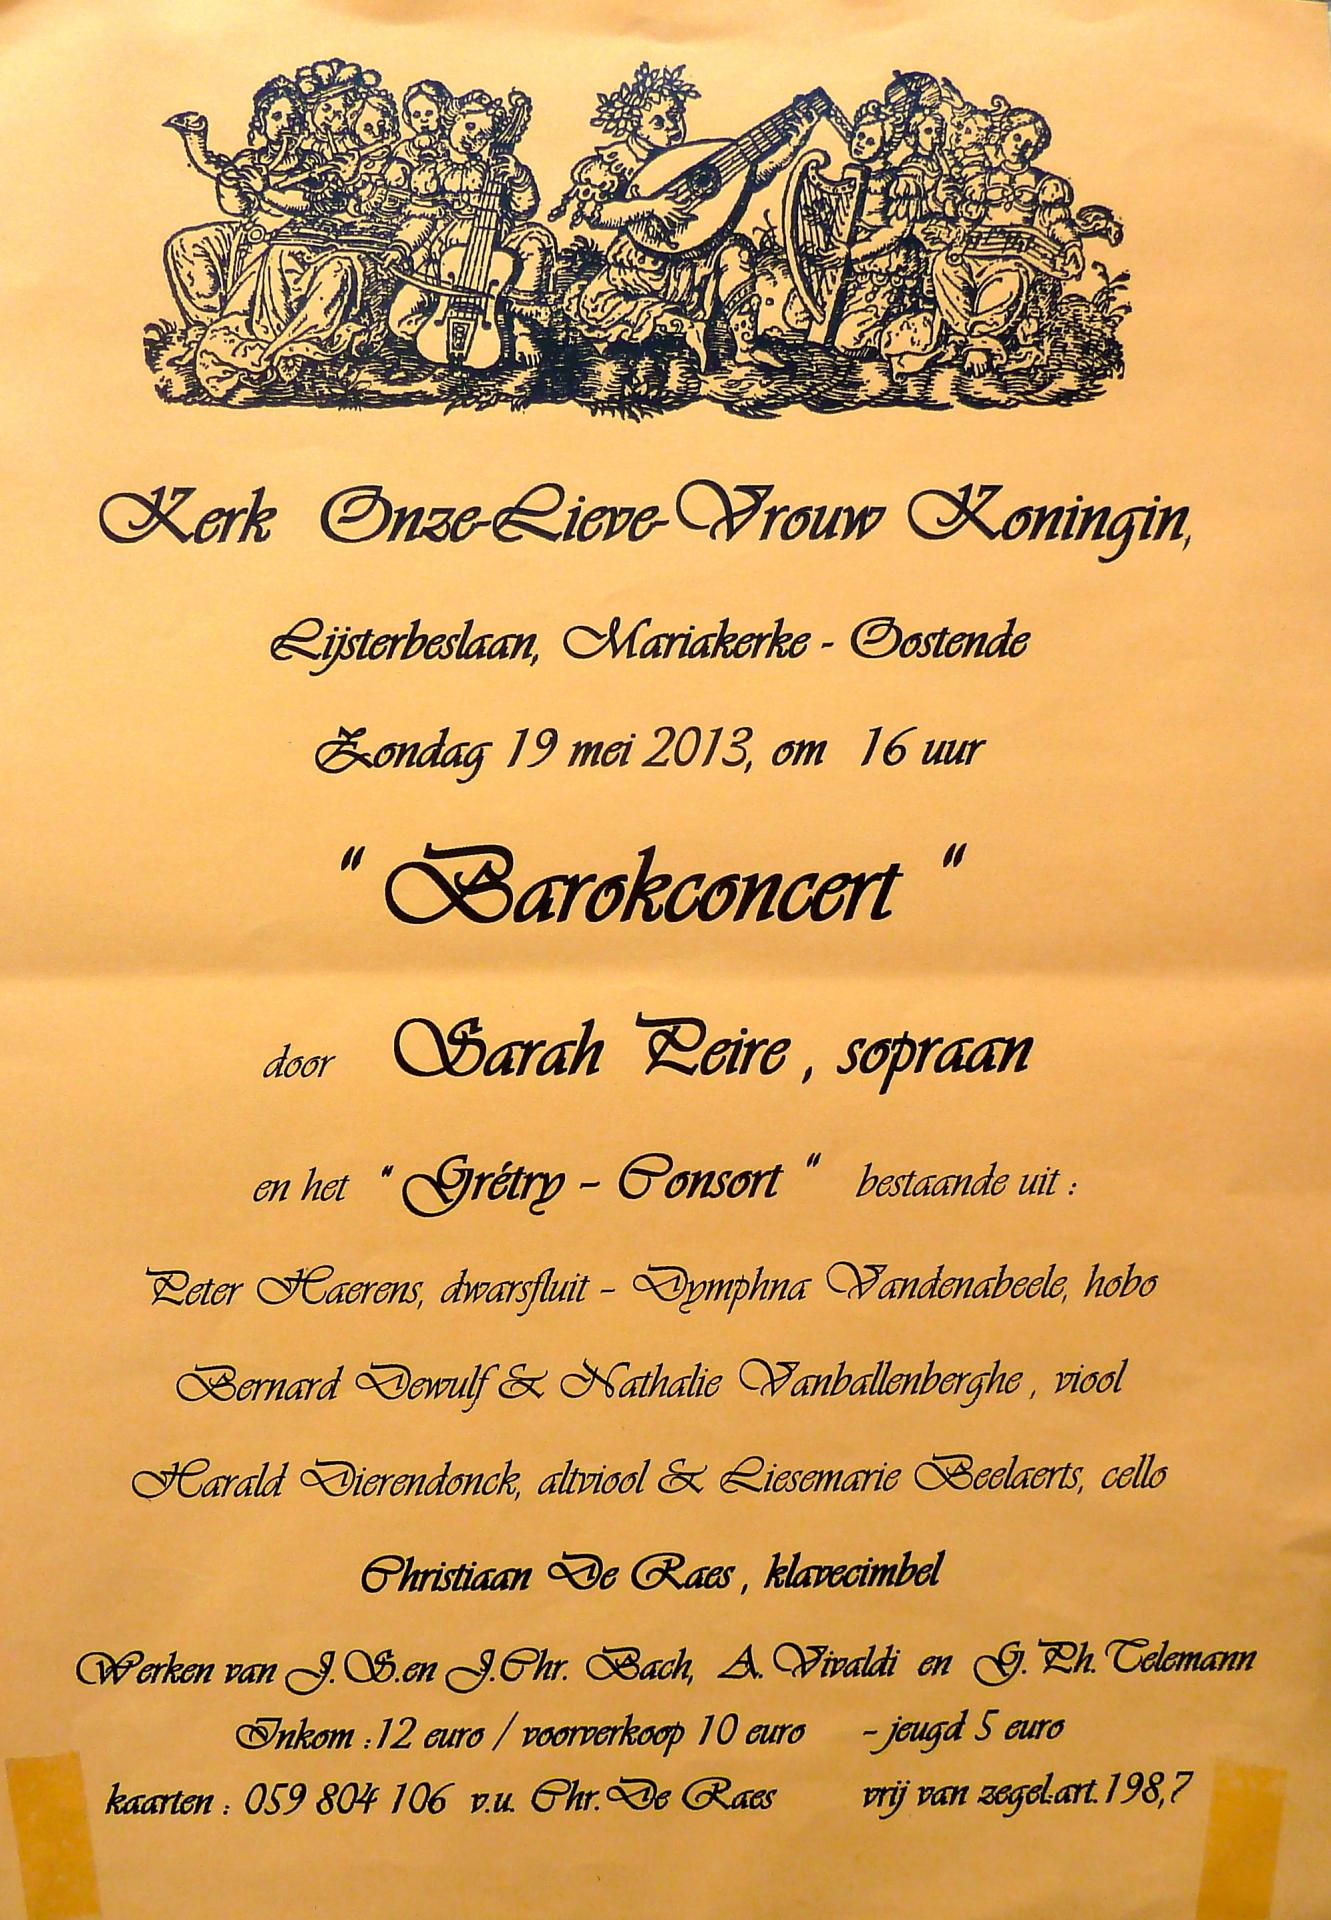 Kerk Onze-Lieve-Vrouw Koningin,
Lijsterbeslaan, Mariakerke - Oostende
Zondag 19 mei 2013, om 16 uur
" Barokconcert "
door Sarah Peire , sopraan
en het " Grétry - Consort " bestaande uit :
Peter Haerens, dwarsfluit - Dymphna Vandenabeele, hobo
Bernard Dewulf & Nathalie Vanballenberghe , viool
Harald Dierendonck, altviool & Liesemarie Beelaerts, cello
Christiaan De Raes , klavecimbel
Werken van J. S.en J.Chr. Bach, A. Vivaldi en G. Ph. Telemann
Inkom :12 euro / voorverkoop 10 euro - jeugd 5 euro
kaarten : 059 804 106 v.u. Chr. De Raes vrij van zegel.art. 198,7